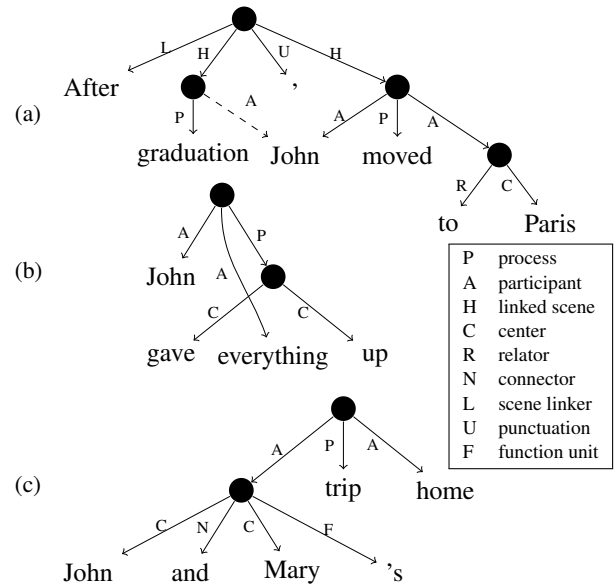 L H U H
After ,
(a) P A A P A
graduation John moved
R C
to Paris
A P
(b) John A
C C
gave everything up
P process
A participant
H linked scene
C center
R relator
N connector
L scene linker
U punctuation
F function unit
A P A
(c) trip home
C N C F
John and Mary 's